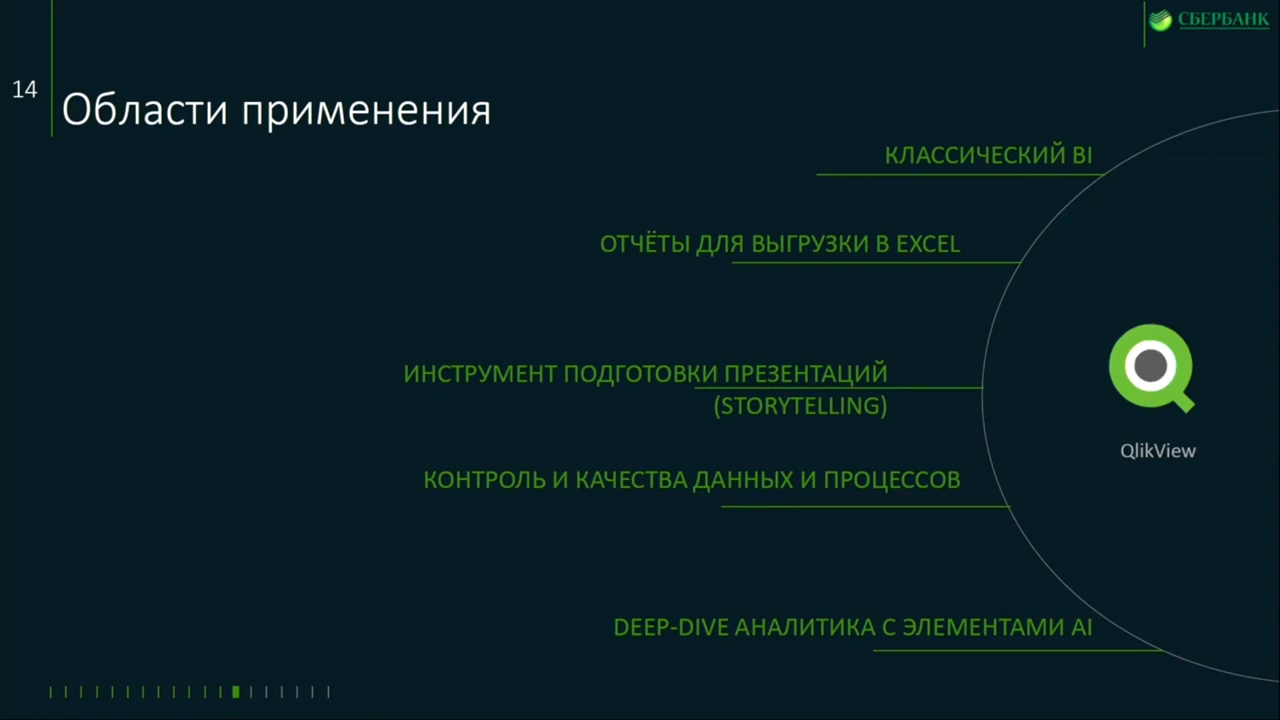 СБЕРБАНК
14
Области применения
КЛАССИЧЕСКИЙ BI
ОТЧЁТЫ ДЛЯ ВЫГРУЗКИ В EXCEL
ИНСТРУМЕНТ ПОДГОТОВКИ ПРЕЗЕНТАЦИЙ
(STORYTELLING)
QlikView
КОНТРОЛЬ И КАЧЕСТВА ДАННЫХ И ПРОЦЕССОВ
DEEP-DIVE АНАЛИТИКА С ЭЛЕМЕНТАМИ AI